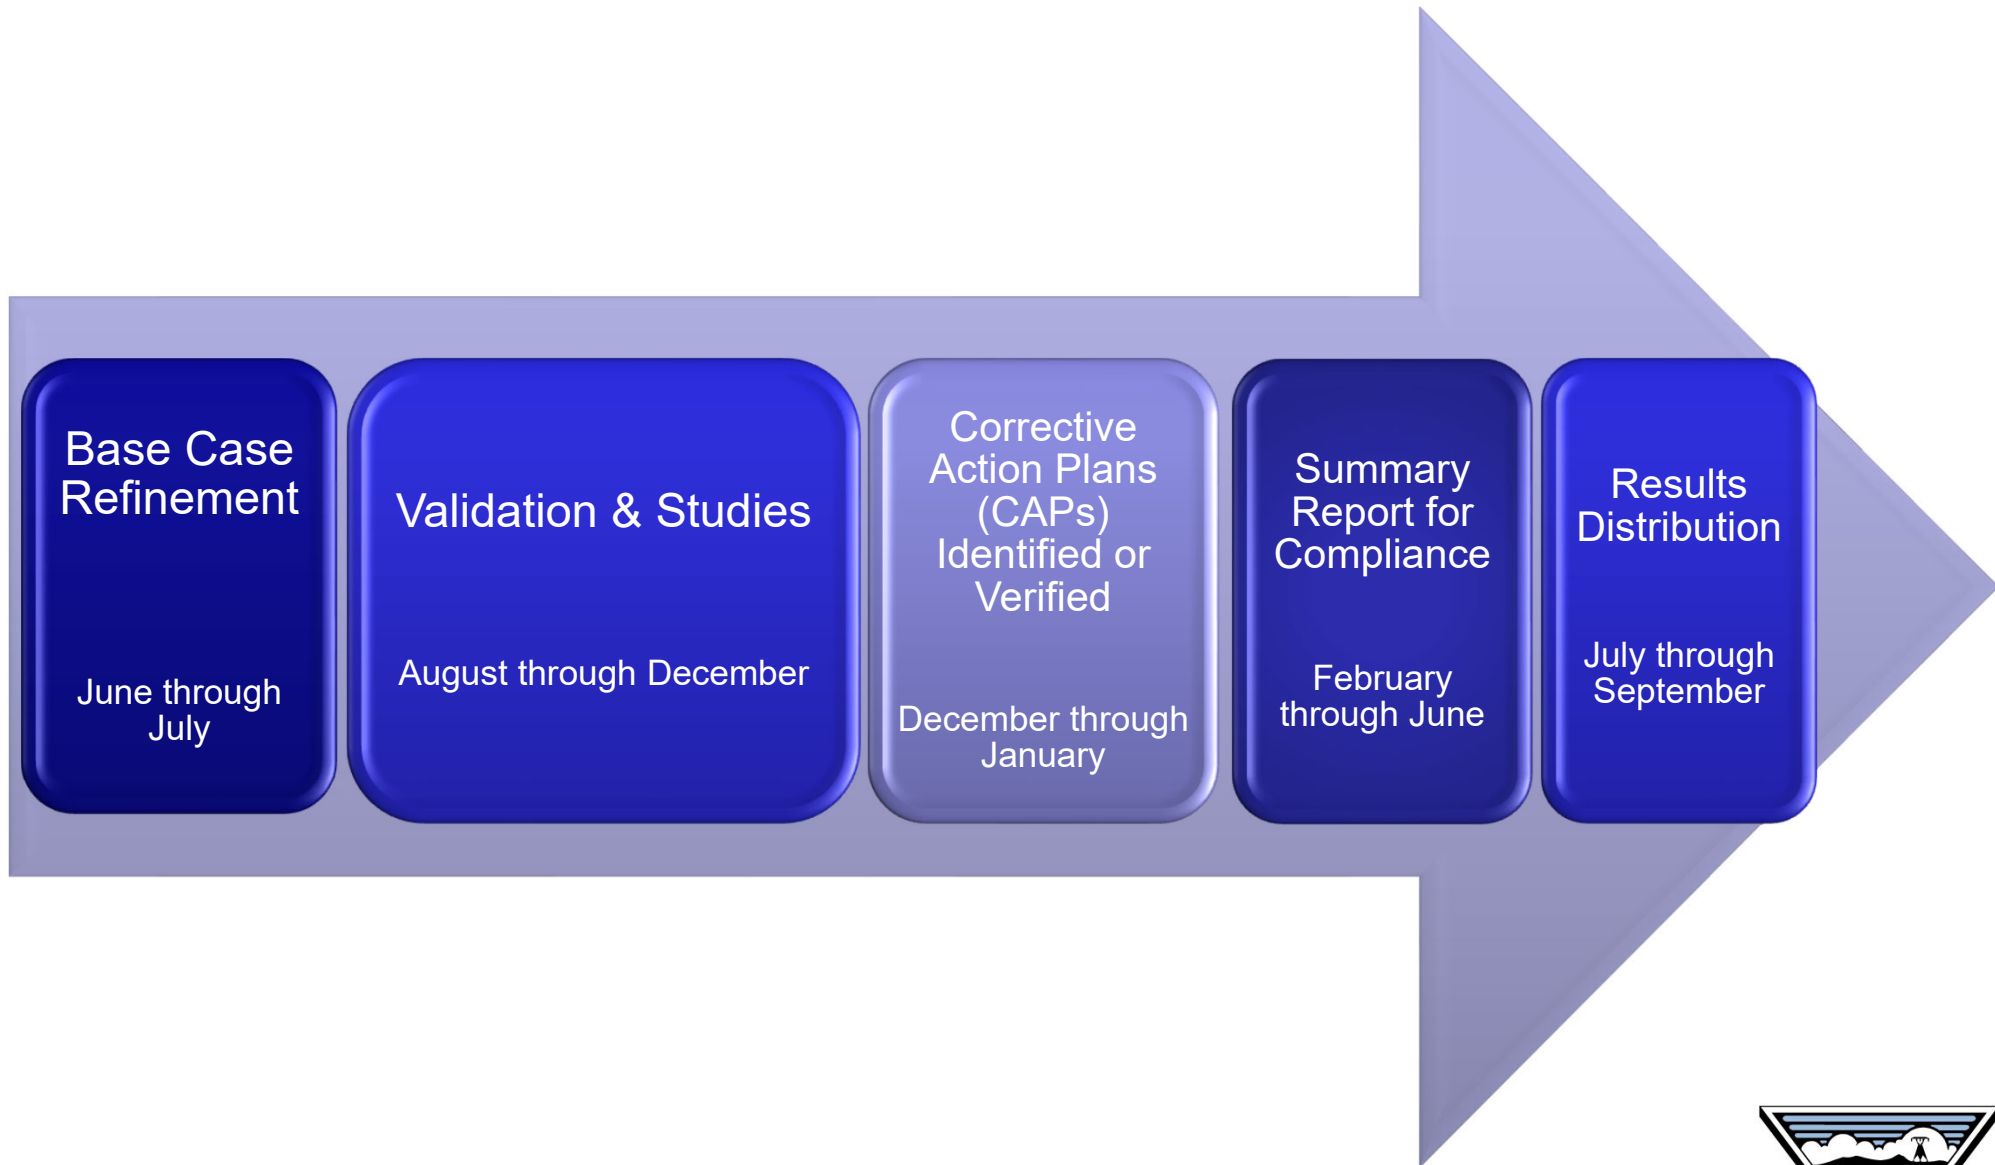 Base Case
Refinement
June through
July
Validation & Studies
August through December
Corrective
Action Plans
(CAPs)
Identified or
Verified
December through
January
Summary
Report for
Compliance
February
through June
Results
Distribution
July through
September